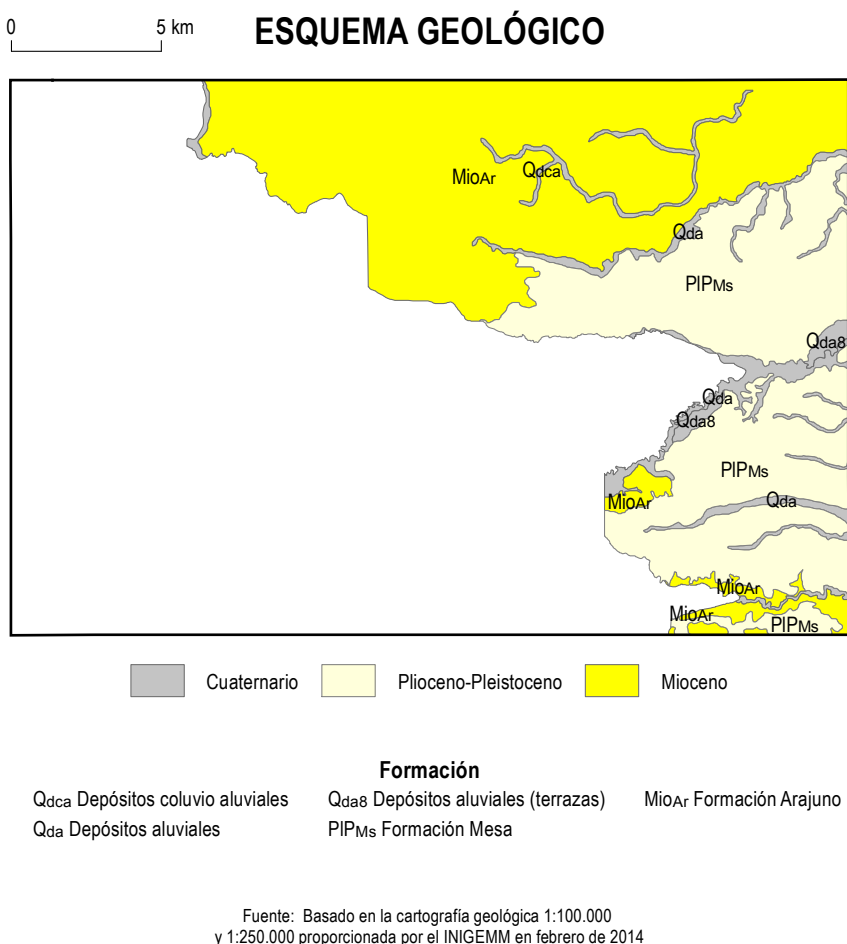 0 5 km
ESQUEMA GEOLÓGICO
MioAr
Qdca
Qda
PlPMs
Qda8
Qda
Qda8
PlPMs
MioAr
Qda
MioAr
MioAr
PlPMs
Cuaternario Plioceno-Pleistoceno Mioceno
Formación
Qdca Depósitos coluvio aluviales Qda8 Depósitos aluviales (terrazas) MioAr Formación Arajuno
Qda Depósitos aluviales PlPMs Formación Mesa
Fuente: Basado en la cartografía geológica 1:100.000
y 1:250.000 proporcionada por el INIGEMM en febrero de 2014